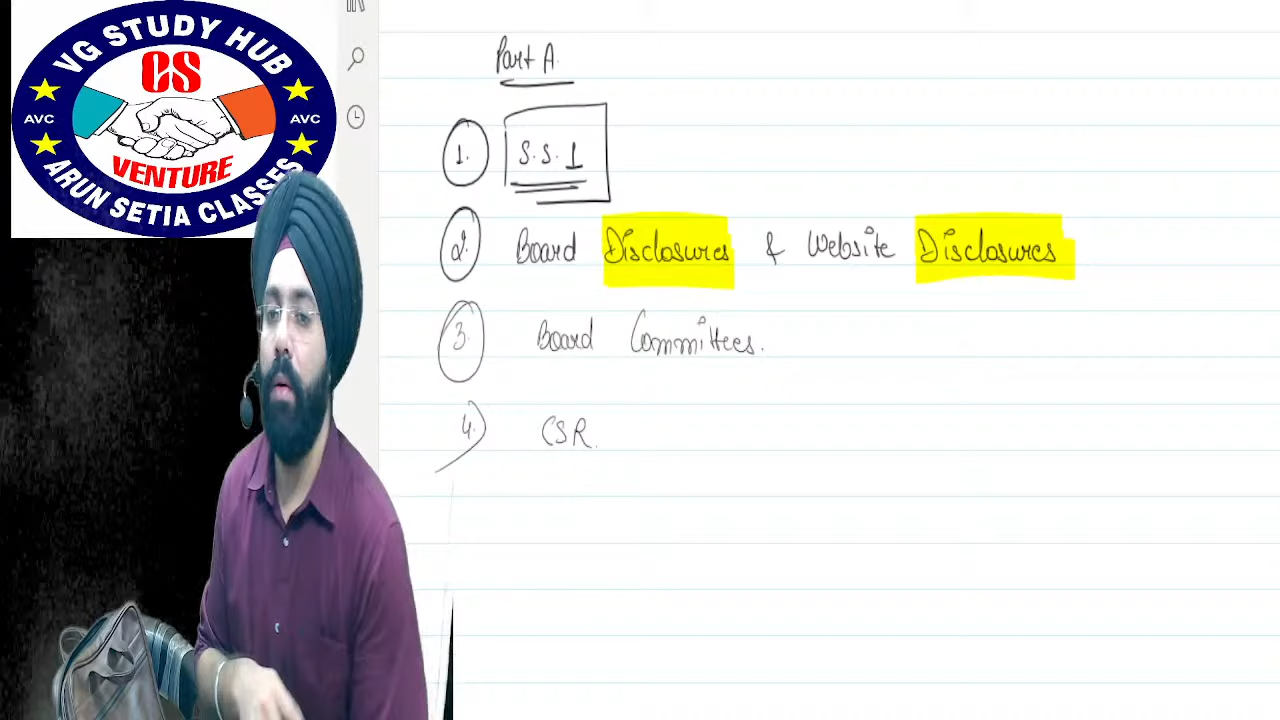 VG STUDY HUB
CS
AVC
AVC
VENTURE
ARUN SETIA CLASSES
Part A.
1. S.S.1
2. Board Disclosures & Website Disclosures
3. Board Committees.
4. CSR.